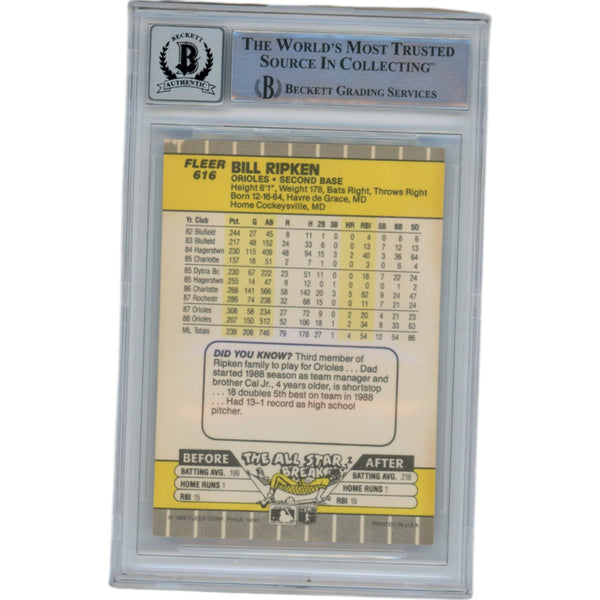 BECKETT
B
AUTHENTIC
THE WORLD'S MOST TRUSTED
SOURCE IN COLLECTING™
B BECKETT GRADING SERVICES
FLEER
616
BILL RIPKEN
ORIOLES • SECOND BASE
Height 6'1", Weight 178, Bats Right, Throws Right
Born 12-16-64, Havre de Grace, MD
Home Cockeysville, MD
Yr. Club Pct. G AB R H 2B 3B HR RBI SB BB SO
82 Blufield .244 27 45 8 11 1 0 0 4 0 8 6
83 Blufield .217 48 152 24 33 0 13 7 12 13
84 Hagerstwn .230 115 409 48 94 15 3 2 40 3 36 64
85 Charlotte .137 18 51 2 7 1 0 0 3 0 6 4
85 Dytna Bc .230 67 222 23 51 11 0 0 18 7 22 24
85 Hagerstwn .255 14 47 9 12 0 1 0
86 Charlotte .268 141 566 58 142 20 3 5 62 9 24 47
87 Rochestr .286 74 238 32 68 15 0 0 11 7 21 24
87 Orioles .308 58 234 2 20 4 21 23
88 Orioles .207 150 512 52 106 18 1 2 34 8 33 63
ML Totals .239 208 746 79 178 27 1 4 54 12 54 86
DID YOU KNOW? Third member of
Ripken family to play for Orioles . . . Dad
started 1988 season as team manager and
brother Cal Jr., 4 years older, is shortstop
. . . 18 doubles 5th best on team in 1988
. . . Had 13–1 record as high school
pitcher.
BEFORE THE ALL STAR BREAK AFTER
BATTING AVG. .199 BATTING AVG. .218
HOME RUNS 1 HOME RUNS 1
RBI 15 RBI 19
© 1989 FLEER CORP., PHILA. 19141 PRINTED IN U.S.A.